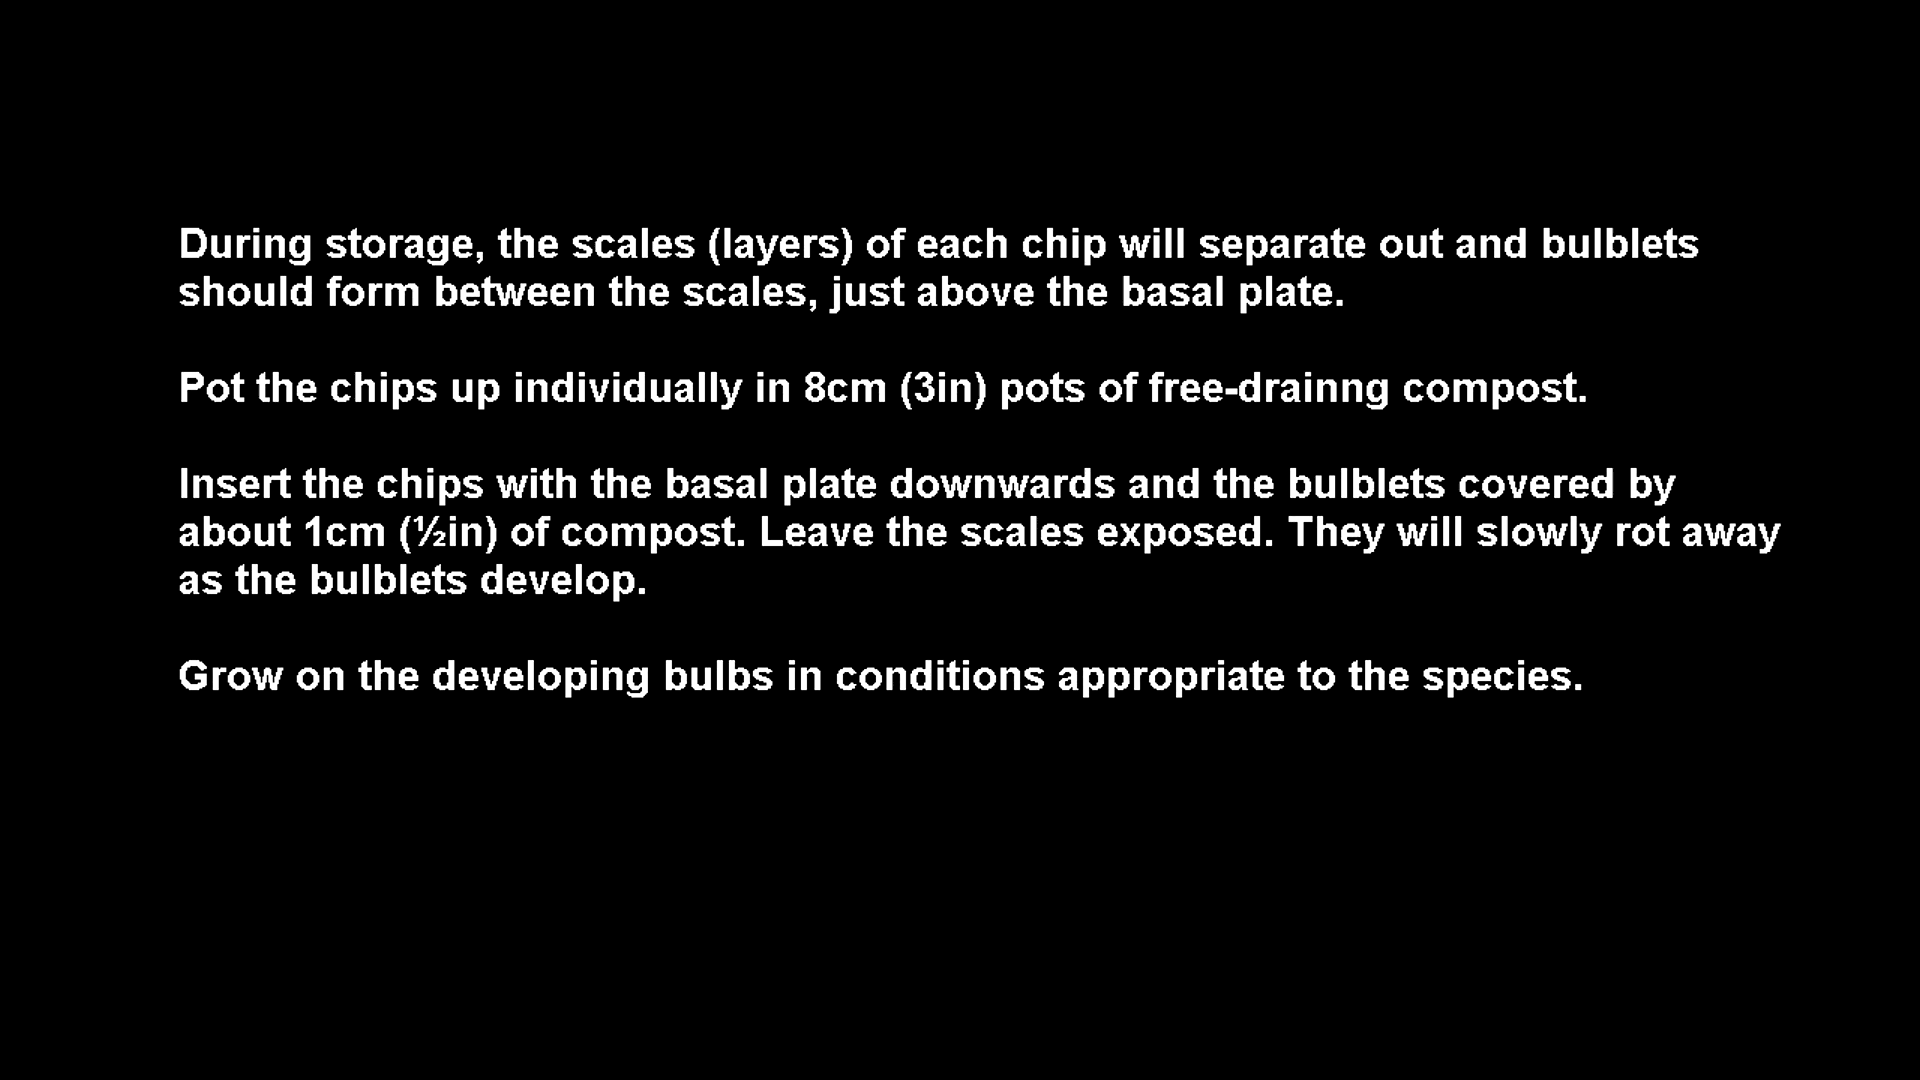 During storage, the scales (layers) of each chip will separate out and bulblets
should form between the scales, just above the basal plate.
Pot the chips up individually in 8cm (3in) pots of free-drainng compost.
Insert the chips with the basal plate downwards and the bulblets covered by
about 1cm (½in) of compost. Leave the scales exposed. They will slowly rot away
as the bulblets develop.
Grow on the developing bulbs in conditions appropriate to the species.